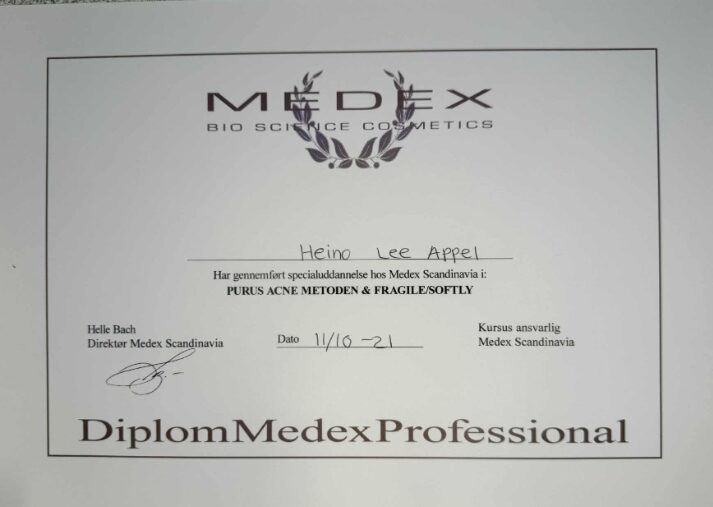 MEDEX
BIO SCIENCE COSMETICS
Heino Lee Appel
Har gennemført specialuddannelse hos Medex Scandinavia i:
PURUS ACNE METODEN & FRAGILE/SOFTLY
Helle Bach
Direktør Medex Scandinavia
Dato 11/10 -21
Kursus ansvarlig
Medex Scandinavia
DiplomMedexProfessional